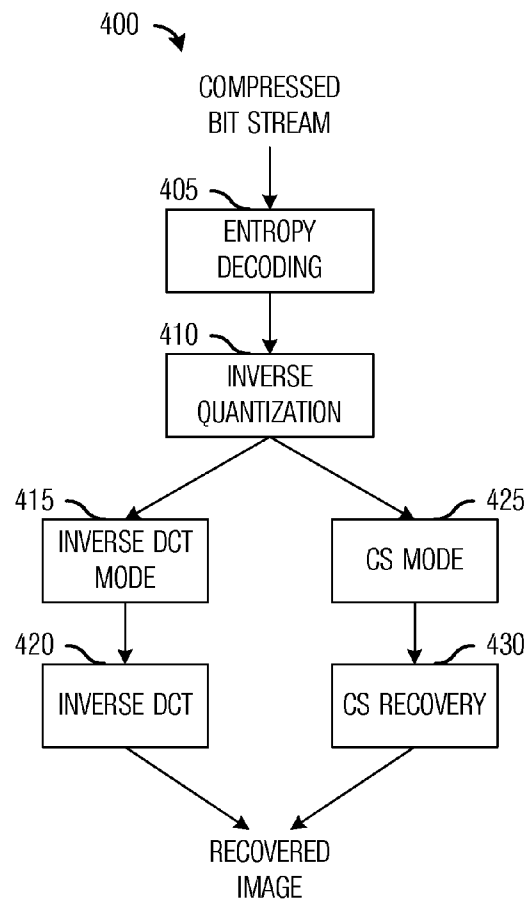 400
COMPRESSED
BIT STREAM
405
ENTROPY
DECODING
410
INVERSE
QUANTIZATION
415
INVERSE DCT
MODE
425
CS MODE
420
INVERSE DCT
430
CS RECOVERY
RECOVERED
IMAGE